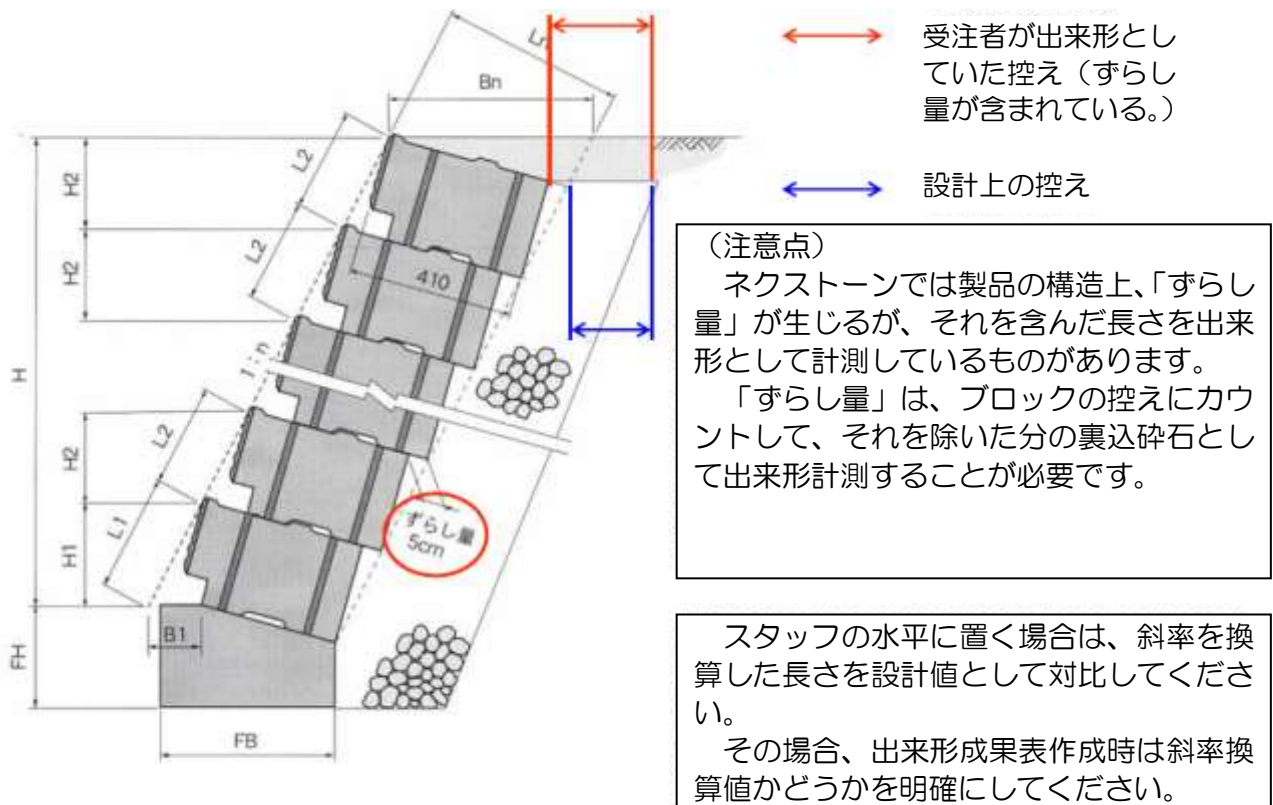 受注者が出来形とし
ていた控え（ずらし
量が含まれている。）
設計上の控え
（注意点）
ネクストーンでは製品の構造上、「ずらし
量」が生じるが、それを含んだ長さを出来
形として計測しているものがあります。
「ずらし量」は、ブロックの控えにカウ
ントして、それを除いた分の裏込砕石とし
て出来形計測することが必要です。
スタッフの水平に置く場合は、斜率を換
算した長さを設計値として対比してくださ
い。
その場合、出来形成果表作成時は斜率換
算値かどうかを明確にしてください。
Bn
L2
H2
L2
H2
410
H
1:n
L2
H2
ずらし量
5cm
L1
H1
B1
FH
FB